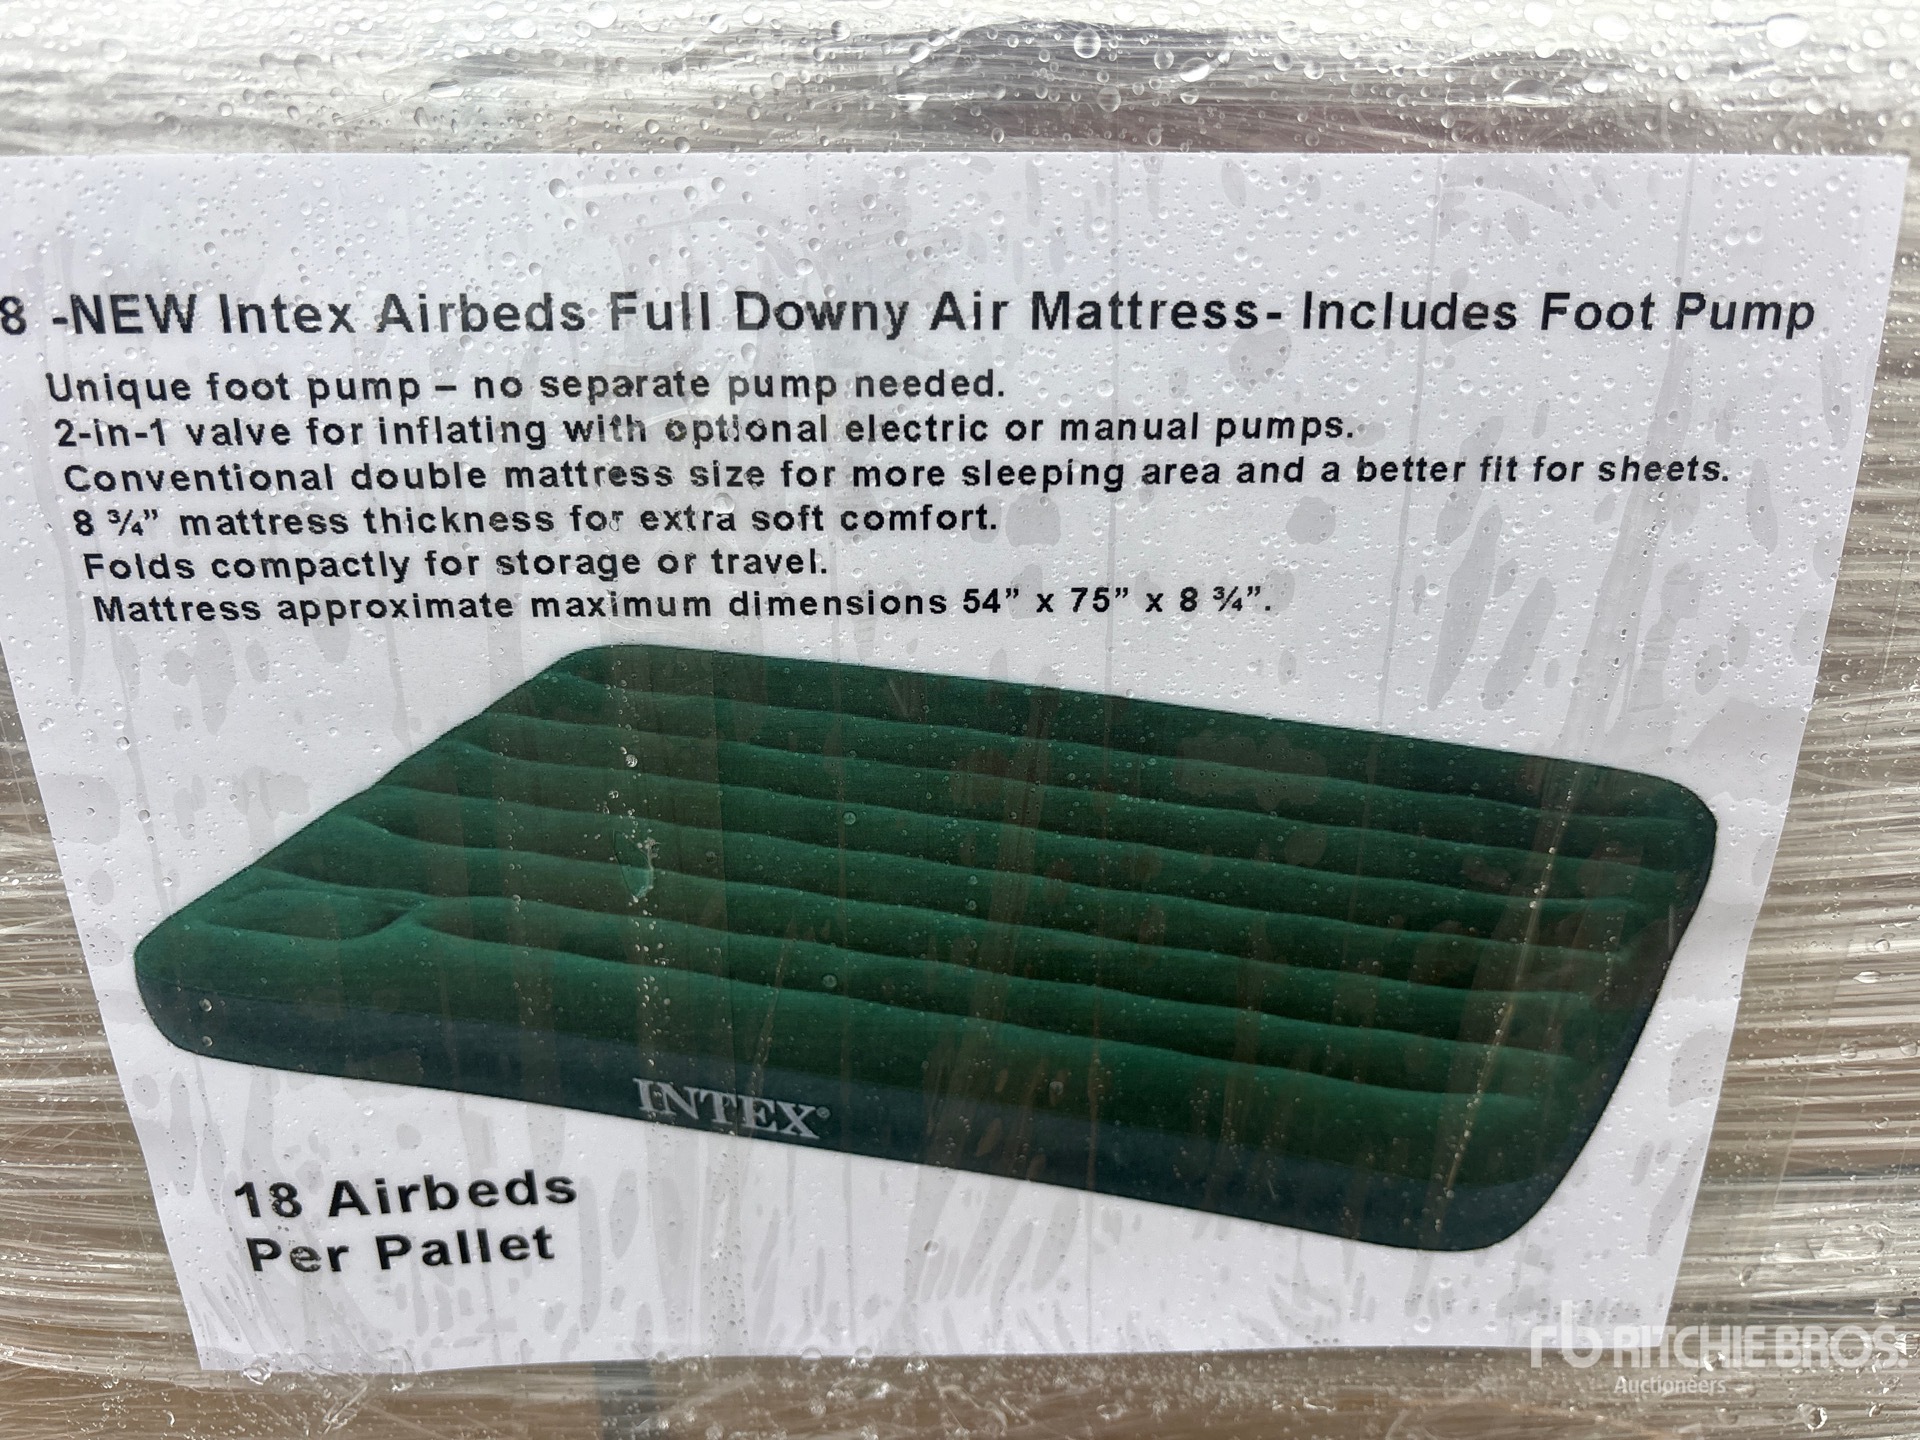 8 -NEW Intex Airbeds Full Downy Air Mattress- Includes Foot Pump
Unique foot pump – no separate pump needed.
2-in-1 valve for inflating with optional electric or manual pumps.
Conventional double mattress size for more sleeping area and a better fit for sheets.
8 ¾” mattress thickness for extra soft comfort.
Folds compactly for storage or travel.
Mattress approximate maximum dimensions 54” x 75” x 8 ¾”.
INTEX®
18 Airbeds
Per Pallet
rb RITCHIE BROS.
Auctioneers